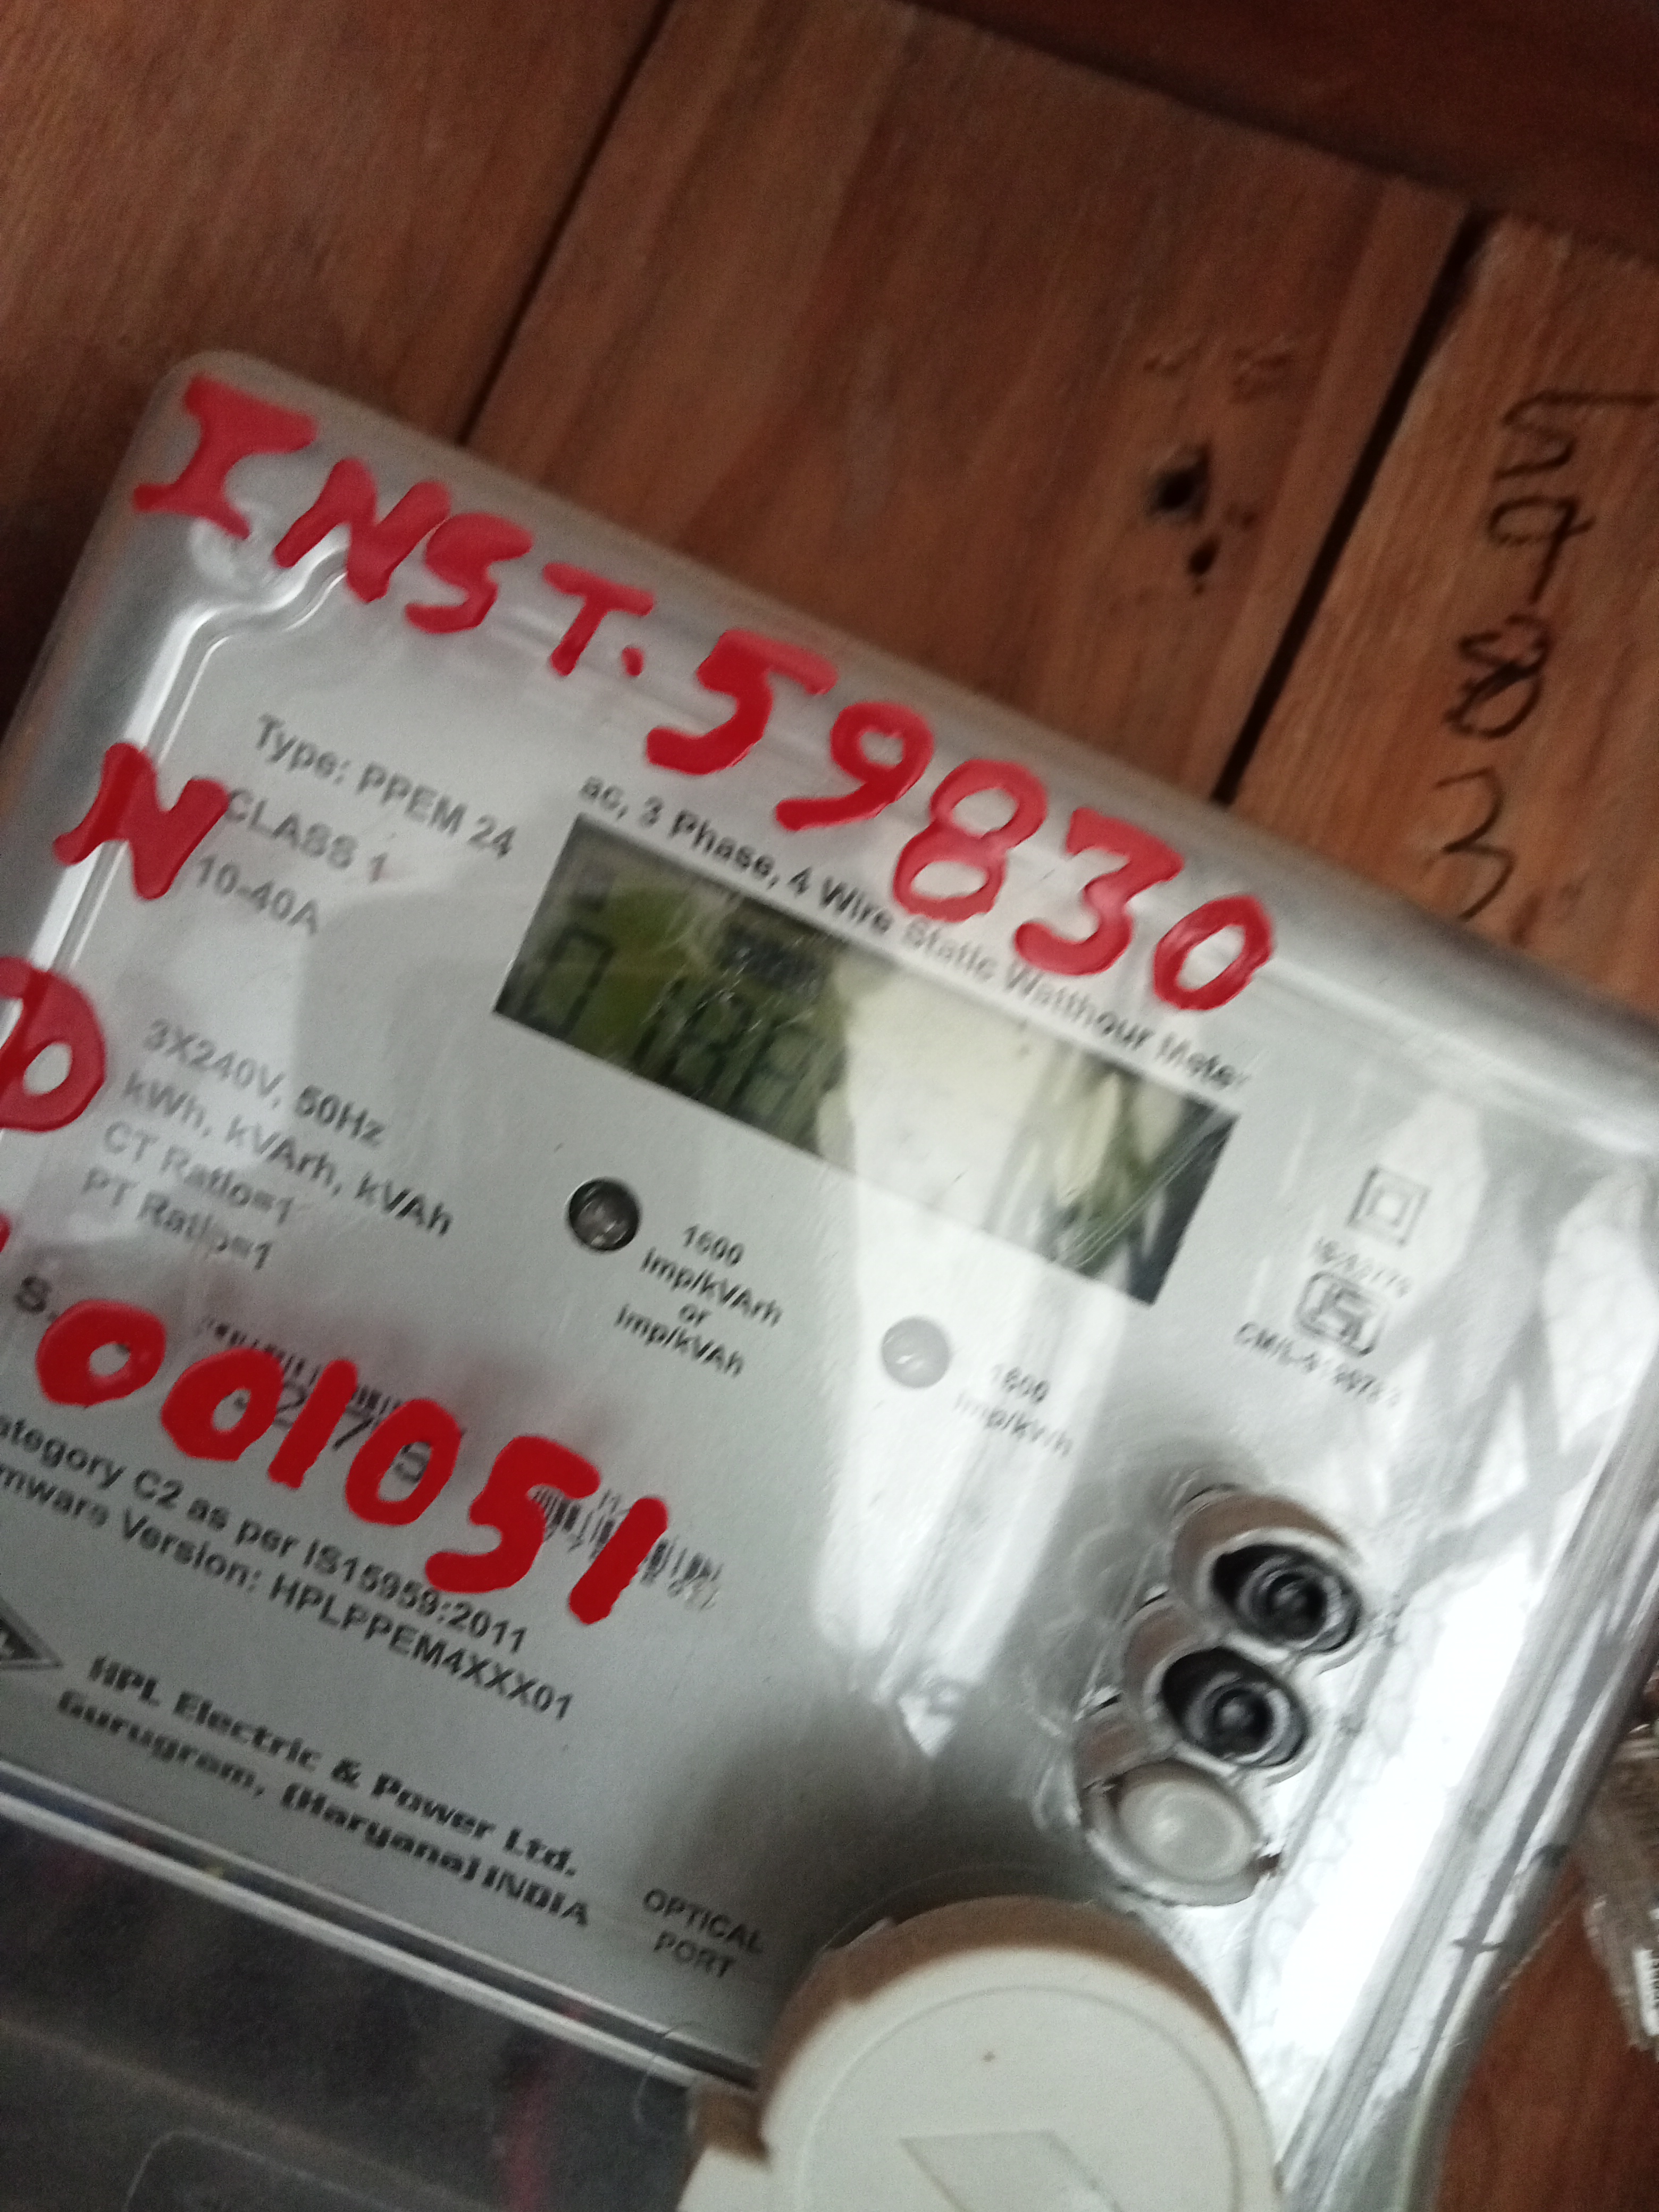 INST. 59830
Type: PPEM 24
ac, 3 Phase, 4 Wire Static Watthour Meter
CLASS 1
10-40A
N
3X240V, 50Hz
kWh, kVArh, kVAh
CT Ratio=1
PT Ratio=1
1600
imp/kVArh
or
imp/kVAh
1600
imp/kWh
S.
001051
ategory C2 as per IS15959:2011
mware Version: HPLPPEM4XXX01
HPL Electric & Power Ltd.
Gurugram, (Haryana) INDIA
OPTICAL
PORT